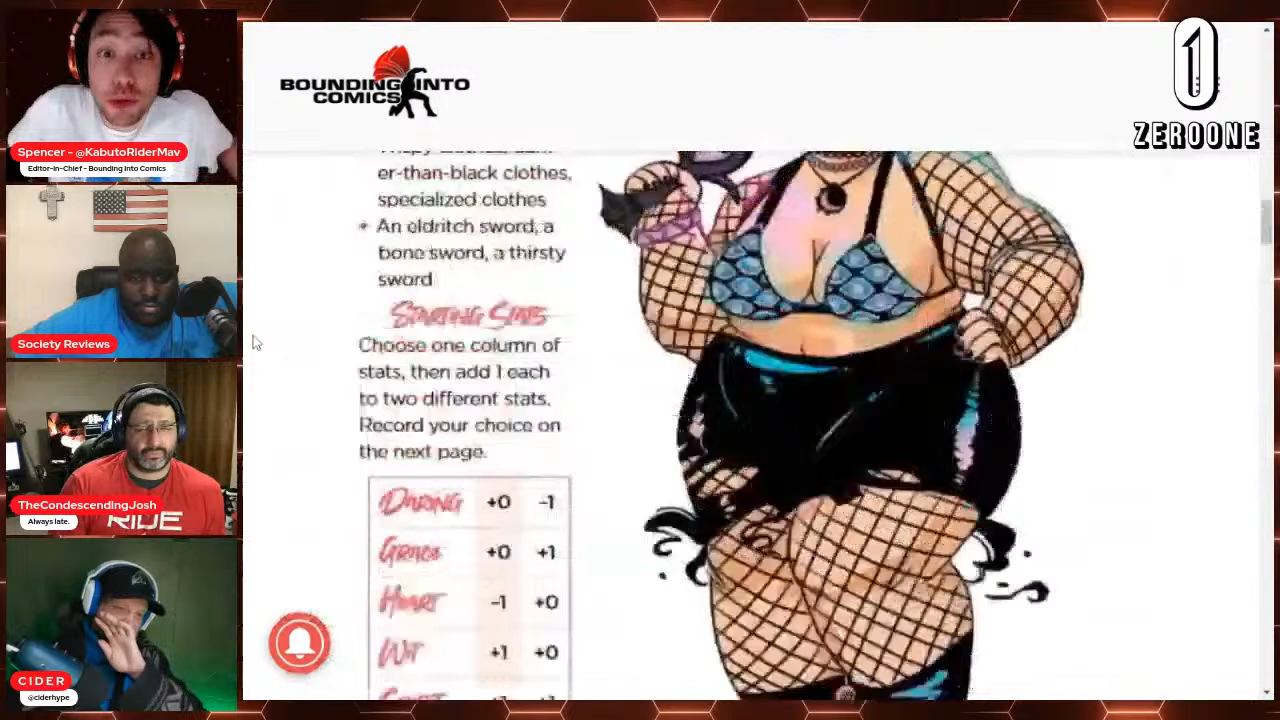 Spencer - @KabutoRiderMav
Editor-in-Chief - Bounding Into Comics
Society Reviews
TheCondescendingJosh
Always late.
RIDE
CIDER
@ciderhype
BOUNDING INTO
COMICS
ZEROONE
er-than-black clothes,
specialized clothes
An eldritch sword, a
bone sword, a thirsty
sword
STARTING STATS
Choose one column of
stats, then add 1 each
to two different stats.
Record your choice on
the next page.
DARING +0 -1
GRACE +0 +1
HEART -1 +0
WIT +1 +0